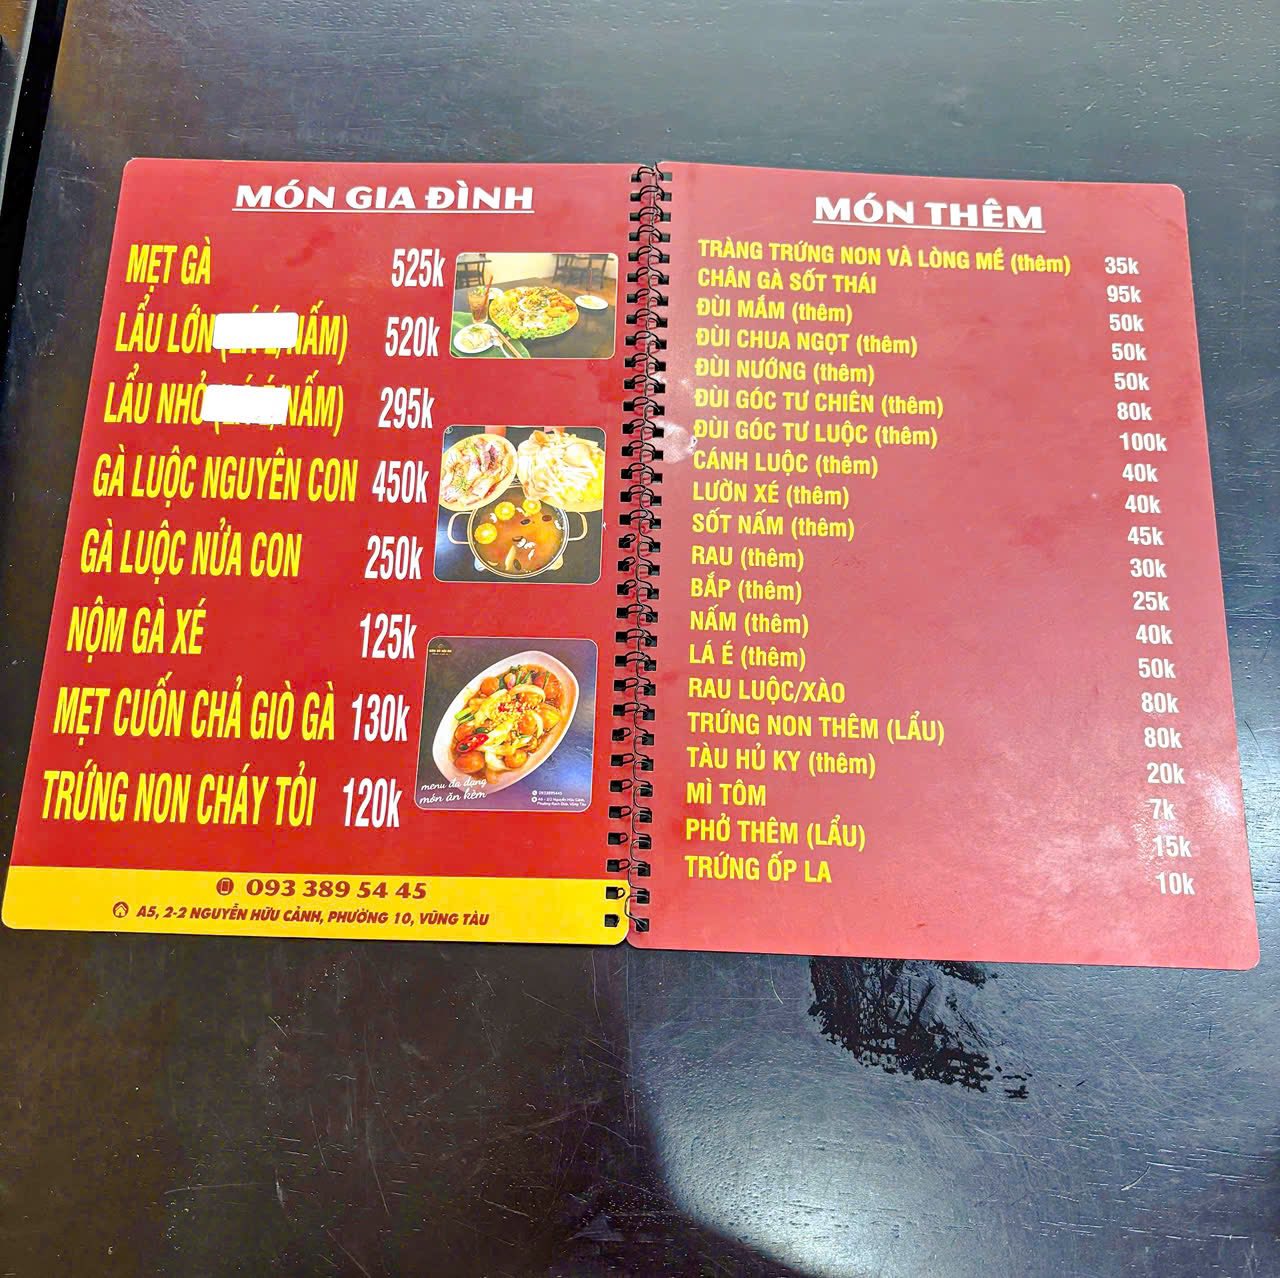 MÓN GIA ĐÌNH
MẸT GÀ 525k
LẨU LỚN NẤM) 520k
LẨU NHỎ NẤM) 295k
GÀ LUỘC NGUYÊN CON 450k
GÀ LUỘC NỬA CON 250k
NỘM GÀ XÉ 125k
MẸT CUỐN CHẢ GIÒ GÀ 130k
TRỨNG NON CHÁY TỎI 120k
menu đa dạng
món ăn kèm
0933895445
093 389 54 45
A5, 2-2 NGUYỄN HỮU CẢNH, PHƯỜNG 10, VŨNG TÀU
MÓN THÊM
TRÀNG TRỨNG NON VÀ LÒNG MỀ (thêm) 35k
CHÂN GÀ SỐT THÁI 95k
ĐÙI MẮM (thêm) 50k
ĐÙI CHUA NGỌT (thêm) 50k
ĐÙI NƯỚNG (thêm) 50k
ĐÙI GÓC TƯ CHIÊN (thêm) 80k
ĐÙI GÓC TƯ LUỘC (thêm) 100k
CÁNH LUỘC (thêm) 40k
LƯỜN XÉ (thêm) 40k
SỐT NẤM (thêm) 45k
RAU (thêm) 30k
BẮP (thêm) 25k
NẤM (thêm) 40k
LÁ É (thêm) 50k
RAU LUỘC/XÀO 80k
TRỨNG NON THÊM (LẨU) 80k
TÀU HỦ KY (thêm) 20k
MÌ TÔM 7k
PHỞ THÊM (LẨU) 15k
TRỨNG ỐP LA 10k